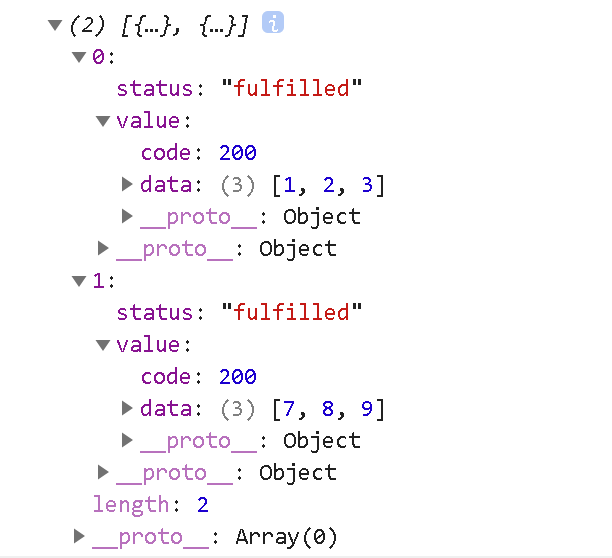 (2) [{…}, {…}] i
0:
status: "fulfilled"
value:
code: 200
data: (3) [1, 2, 3]
__proto__: Object
__proto__: Object
1:
status: "fulfilled"
value:
code: 200
data: (3) [7, 8, 9]
__proto__: Object
__proto__: Object
length: 2
__proto__: Array(0)